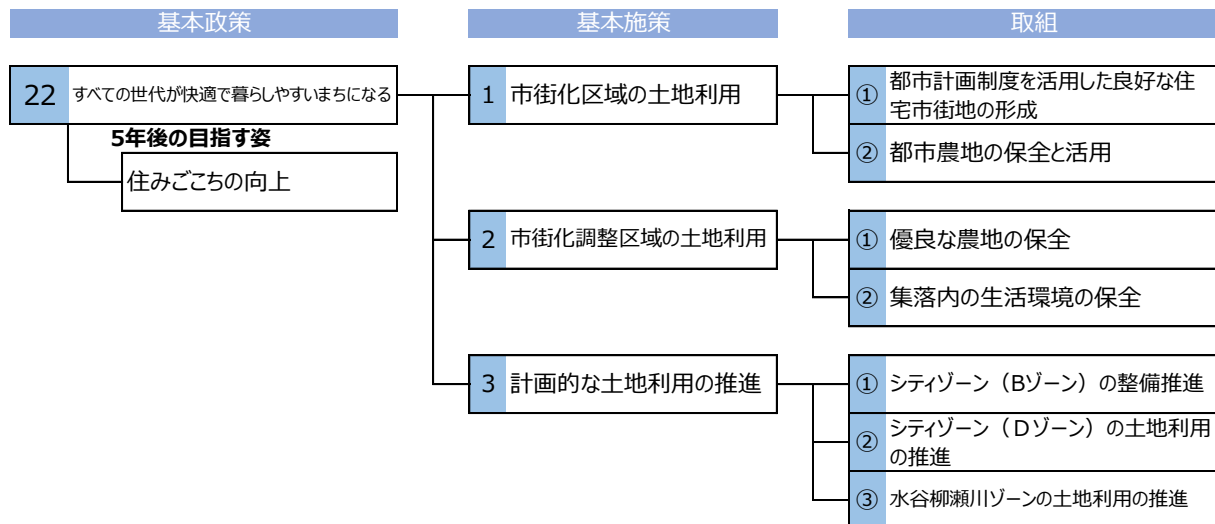 基本政策
基本施策
取組
22 すべての世代が快適で暮らしやすいまちになる
5年後の目指す姿
住みごこちの向上
1 市街化区域の土地利用
① 都市計画制度を活用した良好な住
宅市街地の形成
② 都市農地の保全と活用
2 市街化調整区域の土地利用
① 優良な農地の保全
② 集落内の生活環境の保全
3 計画的な土地利用の推進
① シティゾーン（Bゾーン）の整備推進
② シティゾーン（Ｄゾーン）の土地利用
の推進
③ 水谷柳瀬川ゾーンの土地利用の推進